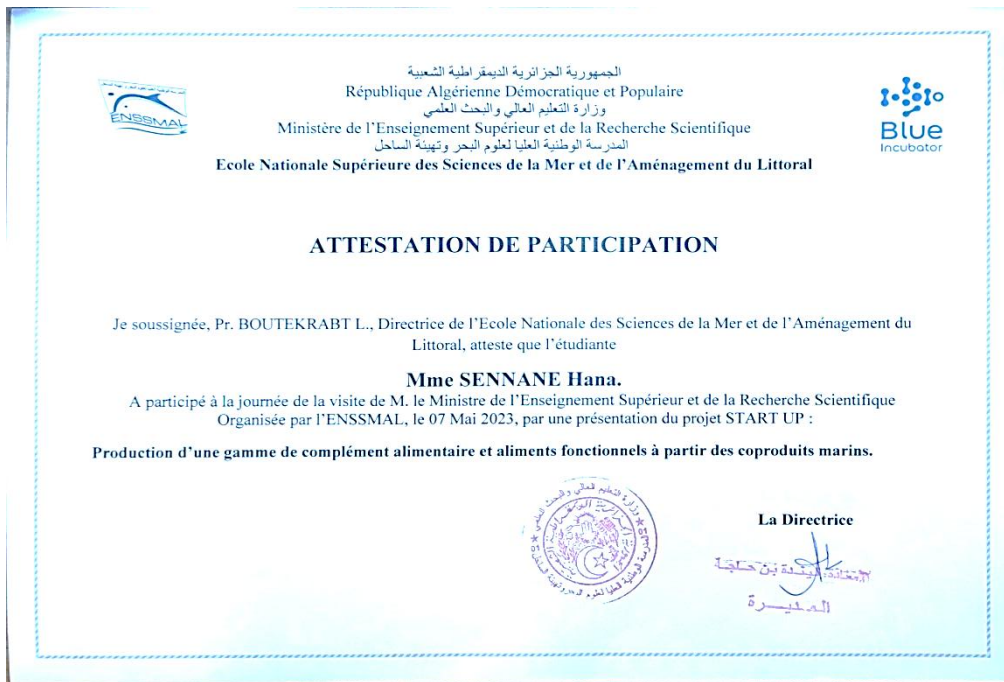 الجمهورية الجزائرية الديمقراطية الشعبية
République Algérienne Démocratique et Populaire
وزارة التعليم العالي والبحث العلمي
Ministère de l'Enseignement Supérieur et de la Recherche Scientifique
المدرسة الوطنية العليا لعلوم البحر وتهيئة الساحل
Ecole Nationale Supérieure des Sciences de la Mer et de l'Aménagement du Littoral
ENSSMAL
Blue
Incubator
ATTESTATION DE PARTICIPATION
Je soussignée, Pr. BOUTEKRABT L., Directrice de l'Ecole Nationale des Sciences de la Mer et de l'Aménagement du
Littoral, atteste que l'étudiante
Mme SENNANE Hana.
A participé à la journée de la visite de M. le Ministre de l'Enseignement Supérieur et de la Recherche Scientifique
Organisée par l'ENSSMAL, le 07 Mai 2023, par une présentation du projet START UP :
Production d'une gamme de complément alimentaire et aliments fonctionnels à partir des coproduits marins.
وزارة التعليم العالي والبحث العلمي
La Directrice
المديرة